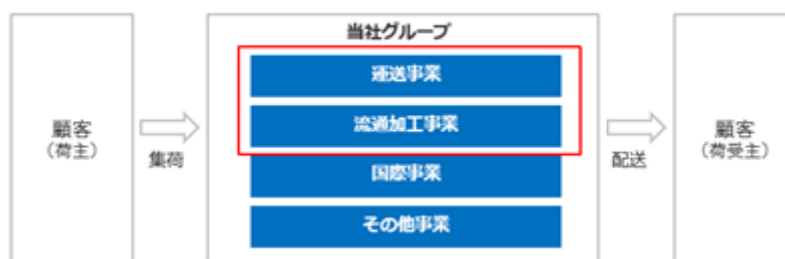 当社グループ
運送事業
流通加工事業
国際事業
その他事業
顧客
（荷主）
集荷
配送
顧客
（荷受主）